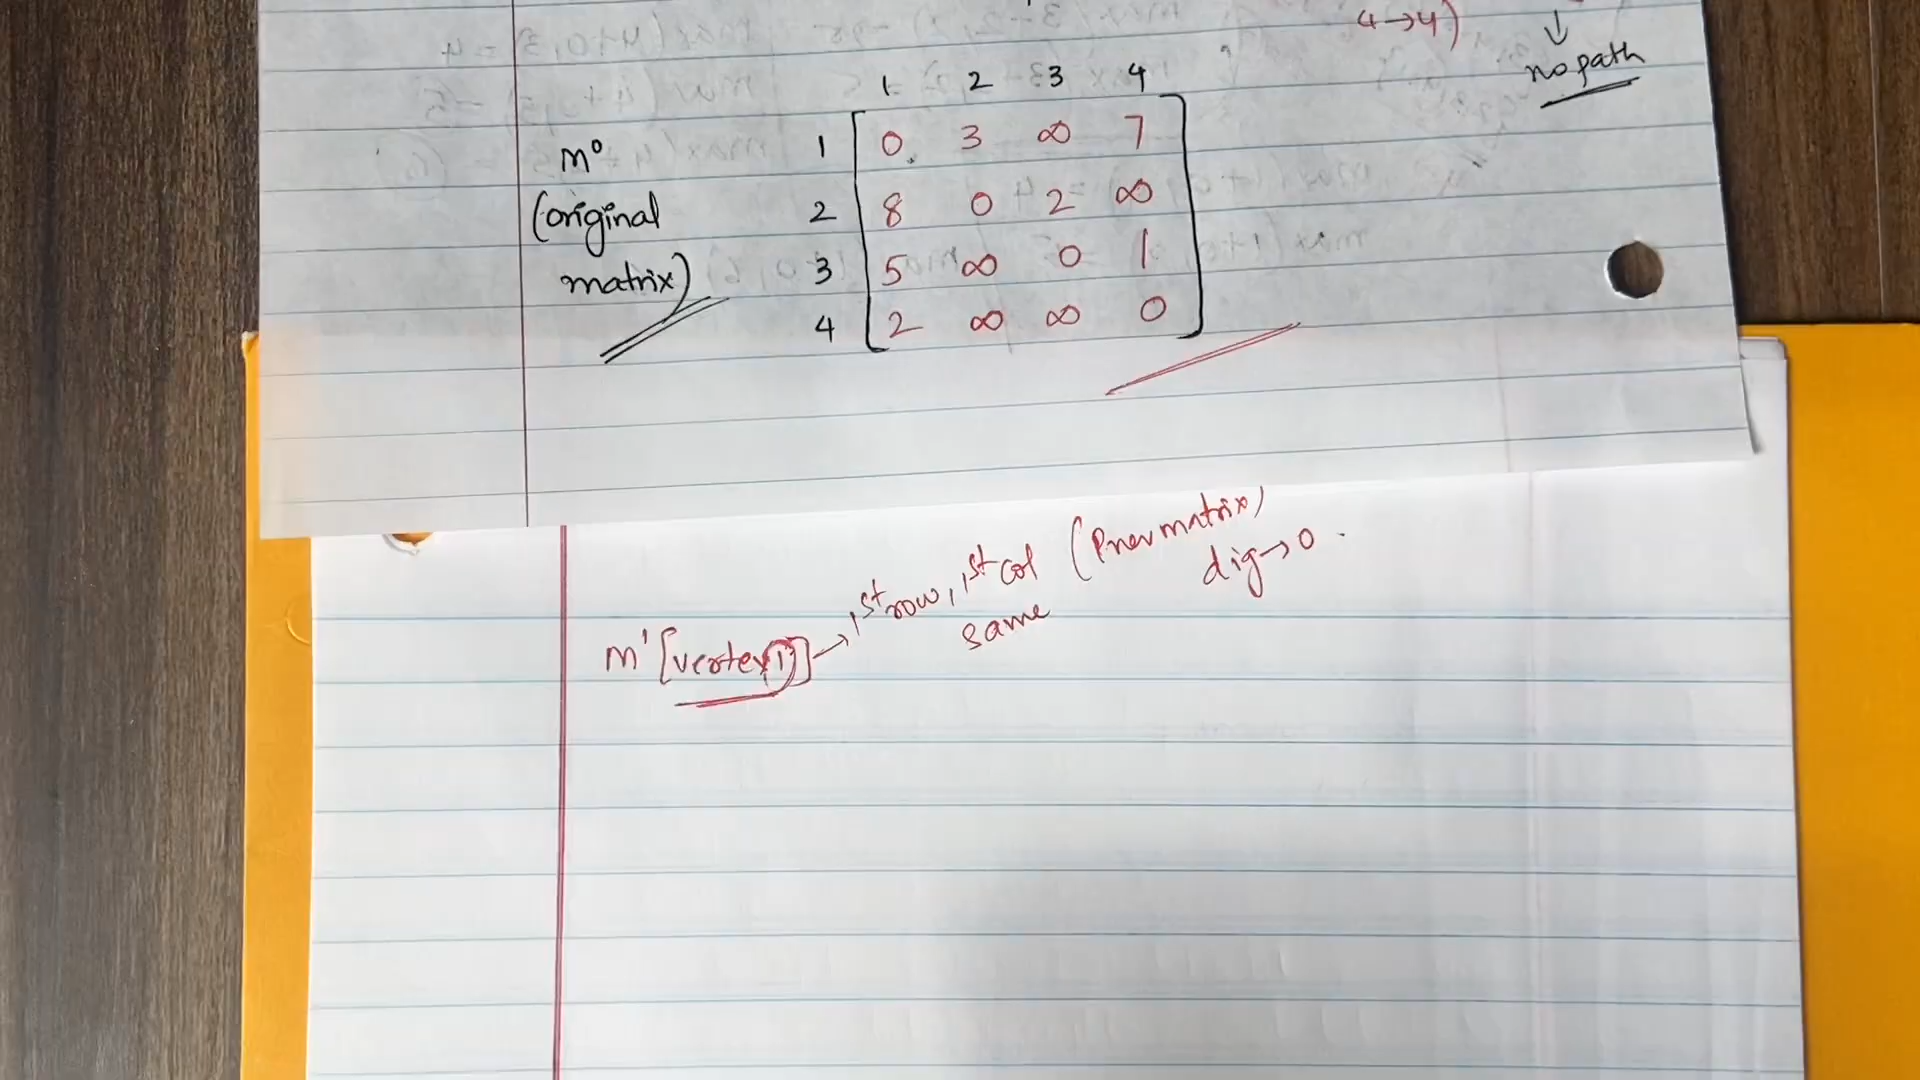 4→4)
↓
no path
1 2 3 4
M⁰ 1 0 3 ∞ 7
(original 2 8 0 2 ∞
matrix) 3 5 ∞ 0 1
4 2 ∞ ∞ 0
M¹ [vertex 1] → 1st row, 1st col (Prev matrix)
same
dig→0